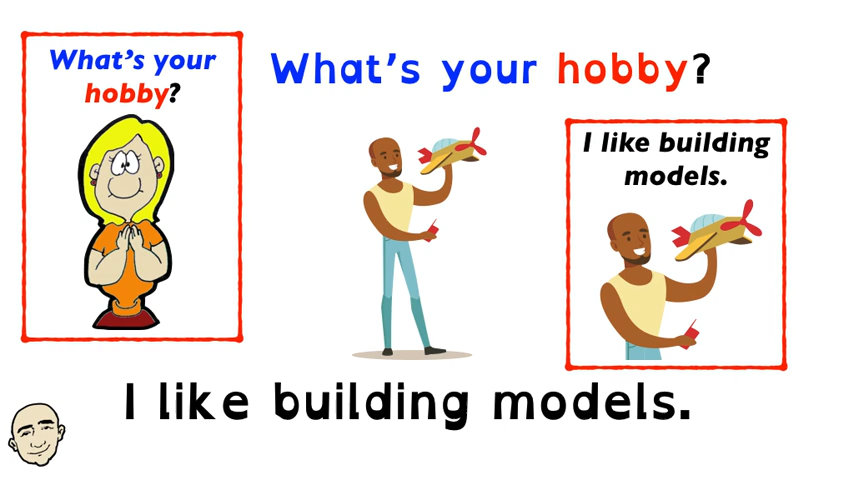 What's your
hobby?
What's your hobby?
I like building
models.
I like building models.